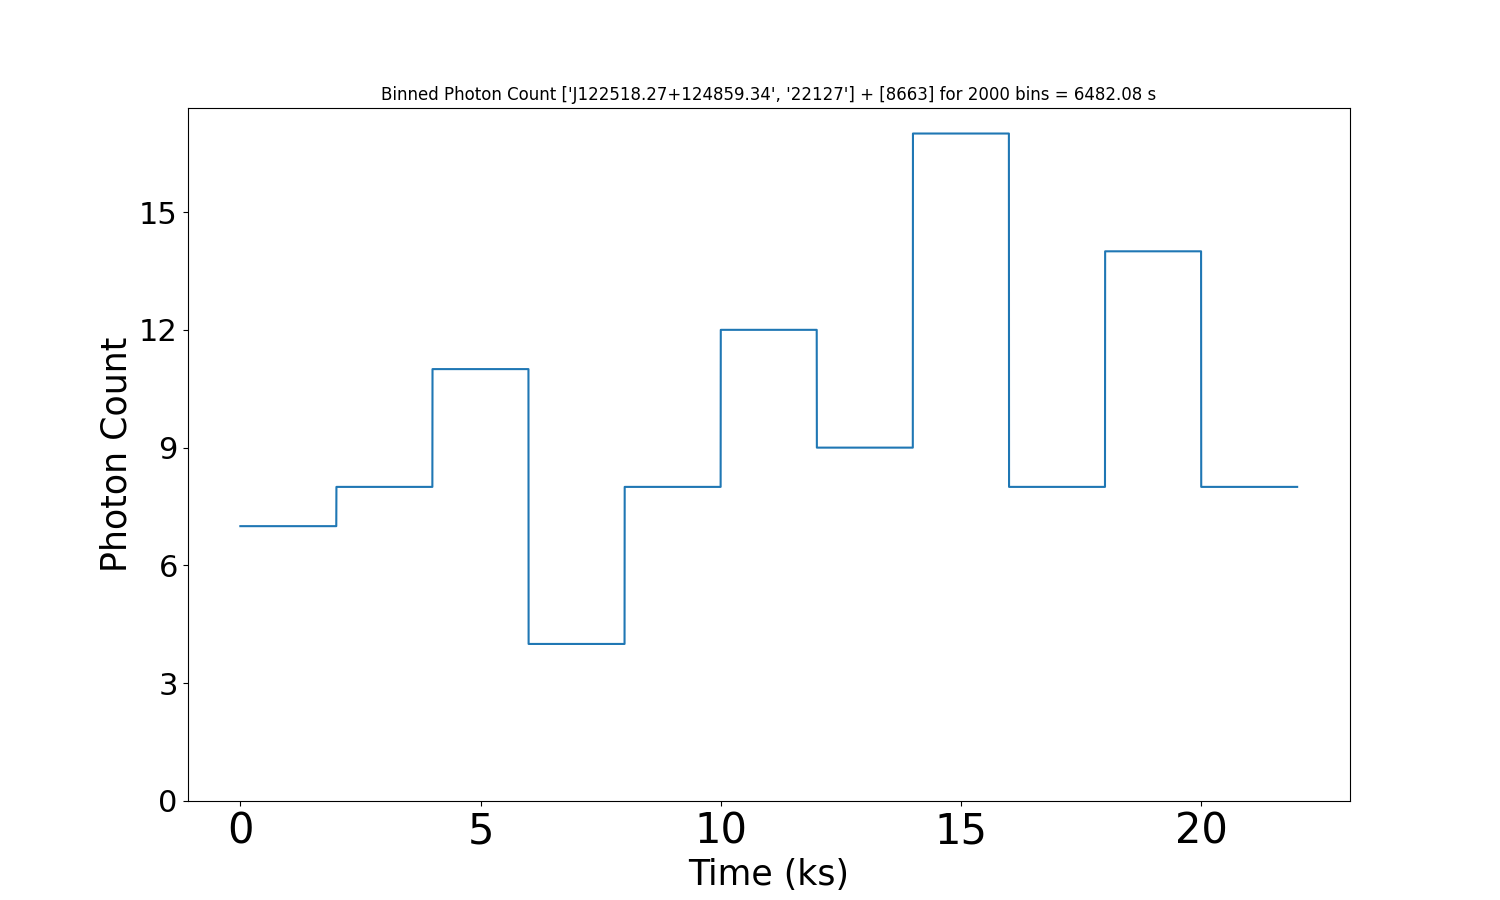 Binned Photon Count ['J122518.27+124859.34', '22127'] + [8663] for 2000 bins = 6482.08 s
15
12
9
6
3
0
Photon Count
0 5 10 15 20
Time (ks)